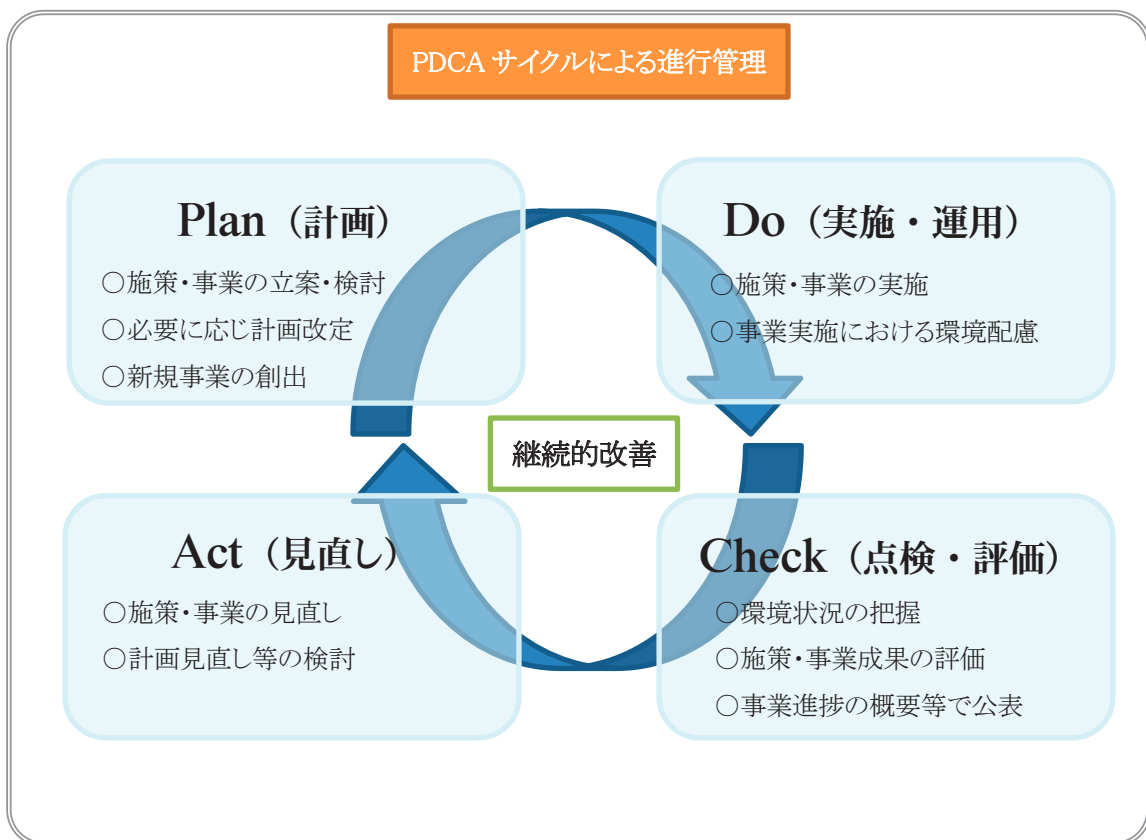 PDCA サイクルによる進行管理
Plan（計画）
○施策・事業の立案・検討
○必要に応じ計画改定
○新規事業の創出
Do（実施・運用）
○施策・事業の実施
○事業実施における環境配慮
継続的改善
Act（見直し）
○施策・事業の見直し
○計画見直し等の検討
Check（点検・評価）
○環境状況の把握
○施策・事業成果の評価
○事業進捗の概要等で公表